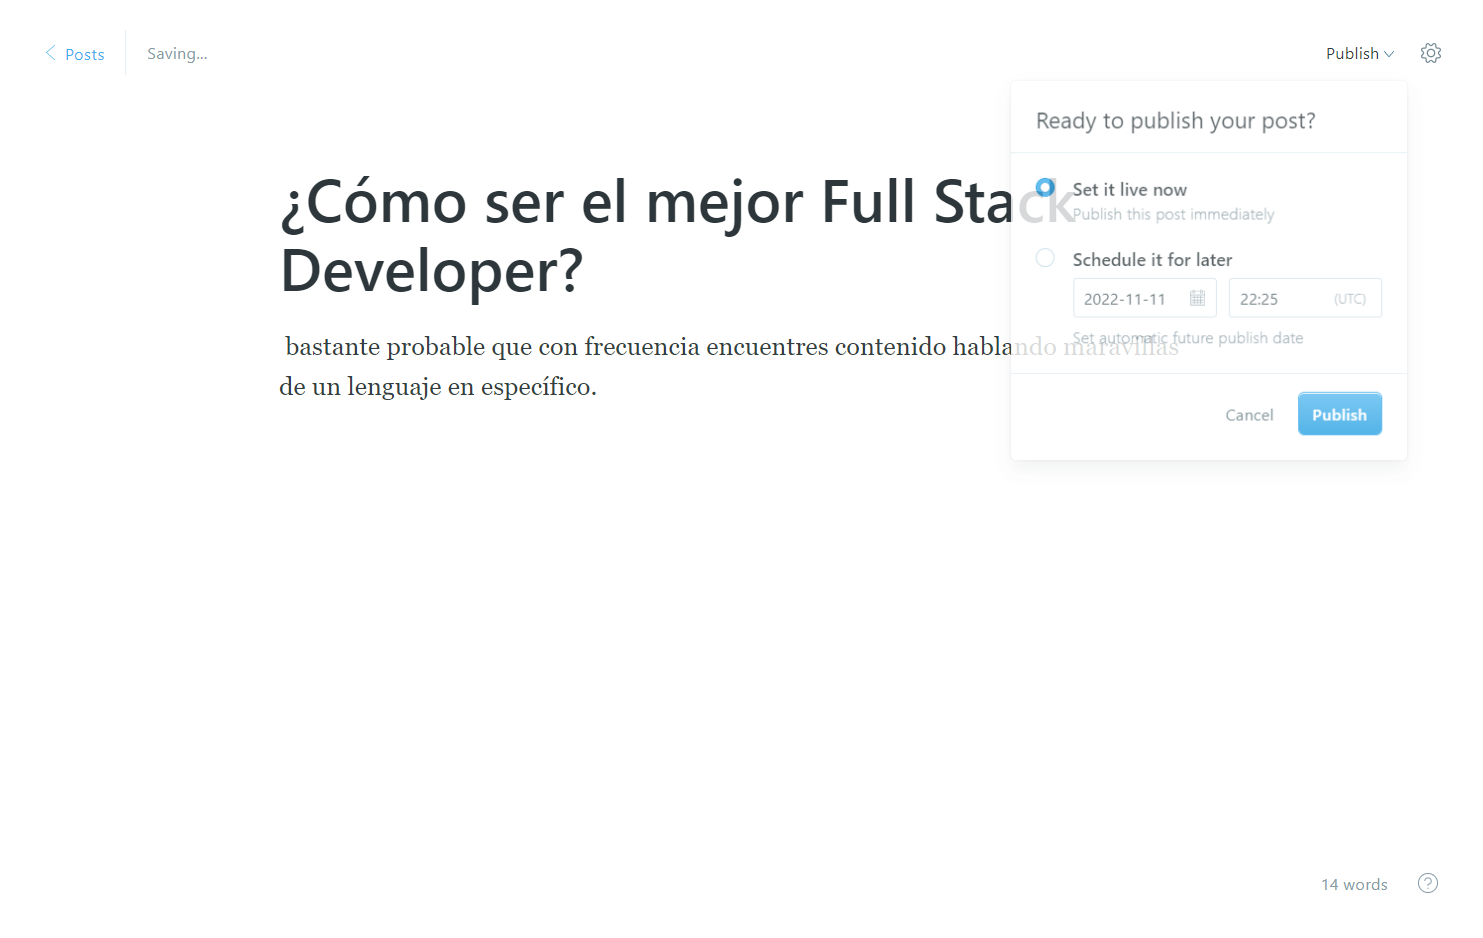 Posts
Saving...
Publish
Ready to publish your post?
¿Cómo ser el mejor Full Stack
Developer?
Set it live now
Publish this post immediately
Schedule it for later
2022-11-11
22:25
(UTC)
Set automatic future publish date
bastante probable que con frecuencia encuentres contenido hablando maravillas
de un lenguaje en específico.
Cancel
Publish
14 words
?